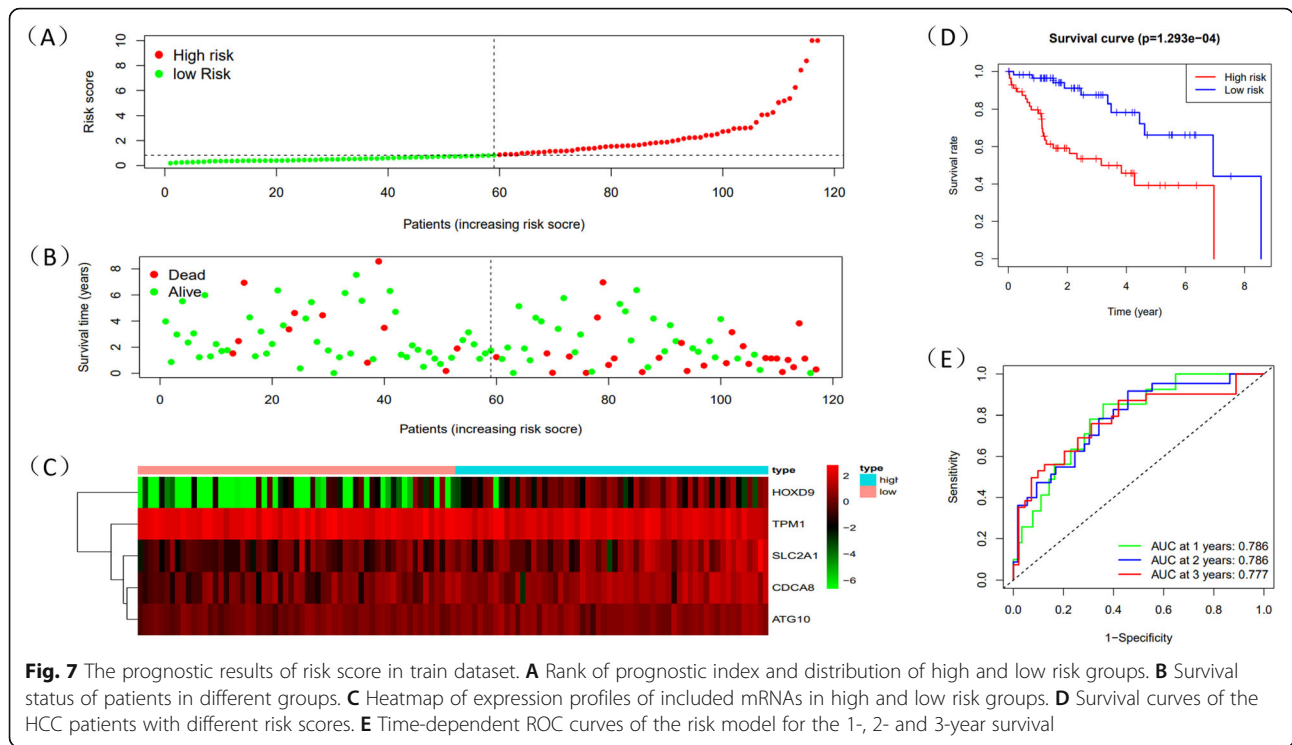 (A)
10
8
6
4
2
0
Risk score
High risk
low Risk
0 20 40 60 80 100 120
Patients (increasing risk socre)
(B)
8
6
4
2
0
Survival time (years)
Dead
Alive
0 20 40 60 80 100 120
Patients (increasing risk socre)
(C)
type
HOXD9
TPM1
SLC2A1
CDCA8
ATG10
2
0
-2
-4
-6
type
high
low
(D)
Survival curve (p=1.293e-04)
High risk
Low risk
1.0
0.8
0.6
0.4
0.2
0.0
Survival rate
0 2 4 6 8
Time (year)
(E)
1.0
0.8
0.6
0.4
0.2
0.0
Sensitivity
AUC at 1 years: 0.786
AUC at 2 years: 0.786
AUC at 3 years: 0.777
0.0 0.2 0.4 0.6 0.8 1.0
1-Specificity
Fig. 7 The prognostic results of risk score in train dataset. A Rank of prognostic index and distribution of high and low risk groups. B Survival
status of patients in different groups. C Heatmap of expression profiles of included mRNAs in high and low risk groups. D Survival curves of the
HCC patients with different risk scores. E Time-dependent ROC curves of the risk model for the 1-, 2- and 3-year survival